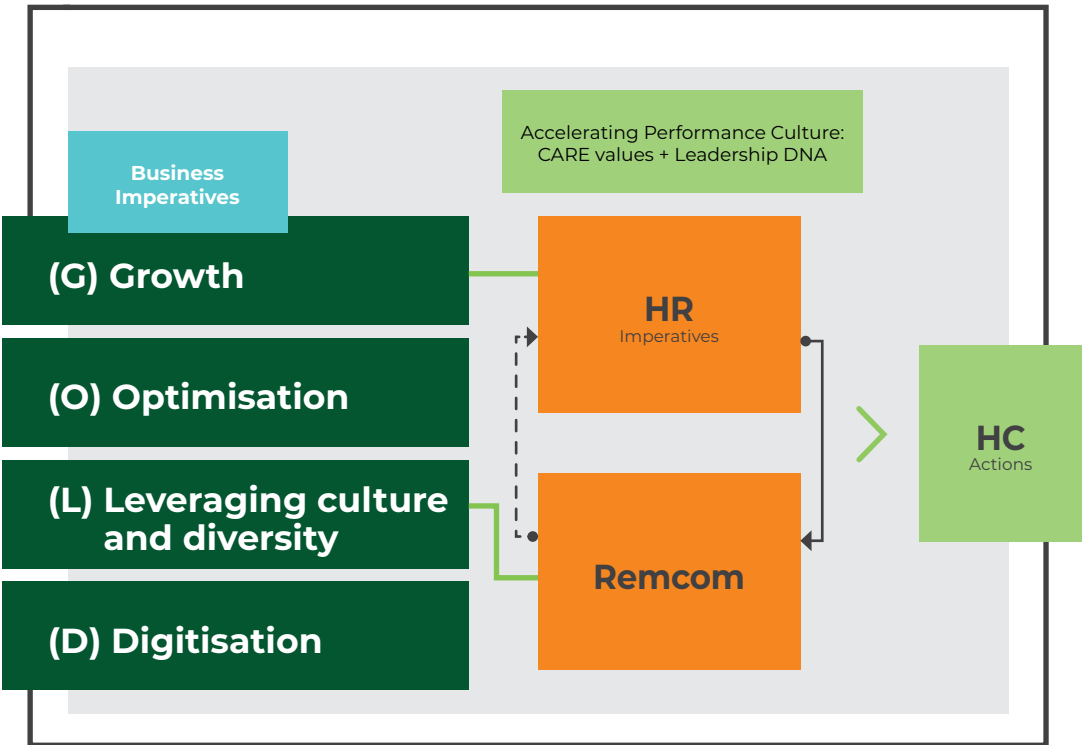 Accelerating Performance Culture:
CARE values + Leadership DNA
Business
Imperatives
(G) Growth
(O) Optimisation
(L) Leveraging culture
and diversity
(D) Digitisation
HR
Imperatives
Remcom
HC
Actions